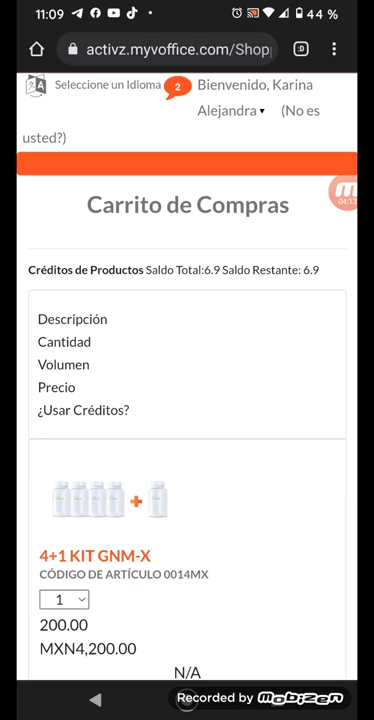 11:09
44 %
activz.myvoffice.com/Shop
:D
Seleccione un Idioma
2
Bienvenido, Karina
Alejandra ▾ (No es
usted?)
Carrito de Compras
04:13
Créditos de Productos Saldo Total:6.9 Saldo Restante: 6.9
Descripción
Cantidad
Volumen
Precio
¿Usar Créditos?
4+1 KIT GNM-X
CÓDIGO DE ARTÍCULO 0014MX
1
200.00
MXN4,200.00
N/A
Recorded by mobizen